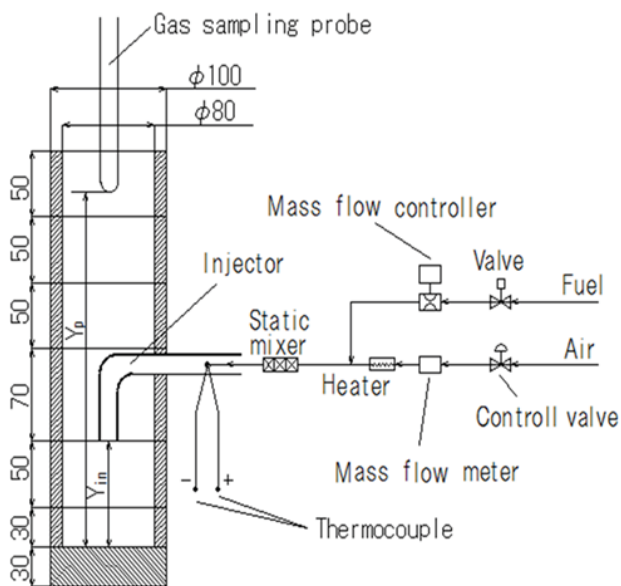 Gas sampling probe
ϕ100
ϕ80
50
50
50
70
50
30
30
Yp
Yin
Injector
Mass flow controller
Valve
Fuel
Static
mixer
Air
Heater
Controll valve
Mass flow meter
- +
Thermocouple